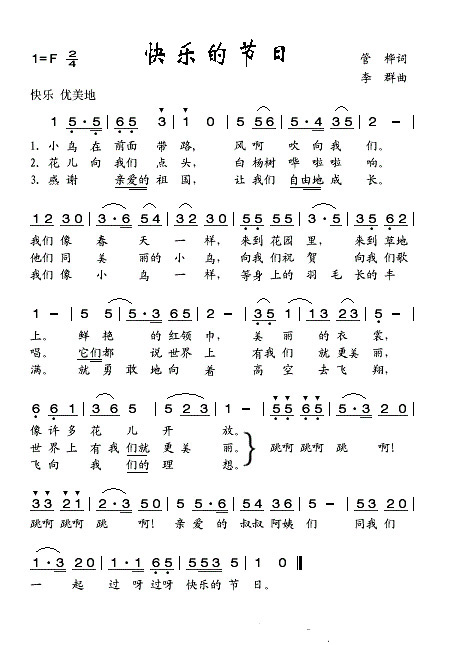 快乐的节日
1=F 2/4
管 桦词
李 群曲
快乐 优美地
1 5·5 | 6 5 3 | 1 0 | 5 5 6 | 5·4 3 5 | 2 - |
1. 小鸟在 前面 带路, 风啊 吹向我 们。
2. 花儿向 我们 点头, 白杨树 哗啦啦 响。
3. 感谢 亲爱的祖国, 让我们 自由地成 长。
1 2 3 0 | 3·6 5 4 | 3 2 3 0 | 5 5 5 5 | 5 3 5 6 2 |
我们像 春 天 一 样, 来到花园 里, 来到草地
他们同 美 丽的小 鸟, 向我们祝 贺 向我们歌
我们像 小 鸟 一 样, 等身上的 羽 毛长的丰
1 - | 5 5 | 5·3 6 5 | 1 2 3 | 5 5 3 | 5 6 2 | 1 - |
上。 鲜 艳 的红领 巾, 美 丽 的衣 裳,
唱。 它们都 说世界 上 有我们 就更美丽,
满。 就 勇敢 地向 着 高 空 去飞 翔,
6 6 1 | 3 6 5 | 5 2 3 | 1 - | 5 5 6 5 | 5·3 2 |
像许多 花 儿 开 放。
世界上 有我们就更美 丽。 跳啊 跳啊 跳 啊!
飞向 我 们的理 想。
3 3 2 1 | 2·3 5 0 | 5 5·6 | 5 4 3 6 | 5 - | 5 3 2 |
跳啊 跳啊 跳 啊! 亲 爱的 叔叔 阿姨 们 同我们
1·3 2 0 | 1·1 6 5 | 5 5 3 5 | 1 0 ‖
一 起 过 呀 过呀 快乐的 节 日。